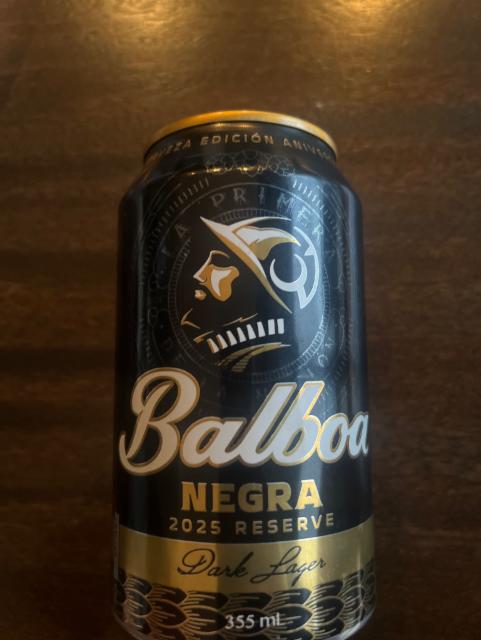 EDICIÓN
LA PRIMERA
Balboa
NEGRA
2025 RESERVE
Dark Lager
355 ml